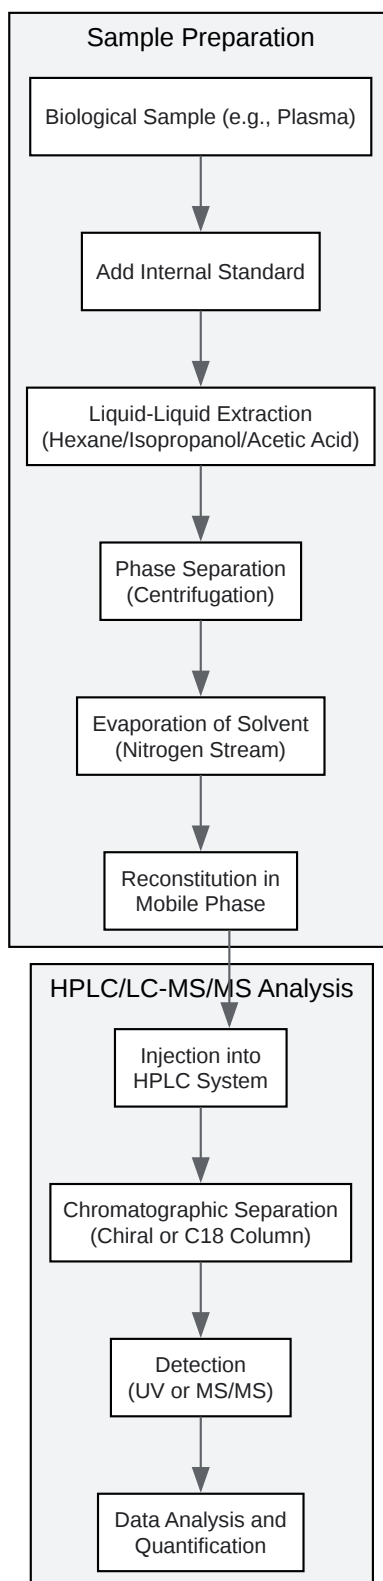 Sample Preparation
Biological Sample (e.g., Plasma)
Add Internal Standard
Liquid-Liquid Extraction
(Hexane/Isopropanol/Acetic Acid)
Phase Separation
(Centrifugation)
Evaporation of Solvent
(Nitrogen Stream)
Reconstitution in
Mobile Phase
HPLC/LC-MS/MS Analysis
Injection into
HPLC System
Chromatographic Separation
(Chiral or C18 Column)
Detection
(UV or MS/MS)
Data Analysis and
Quantification